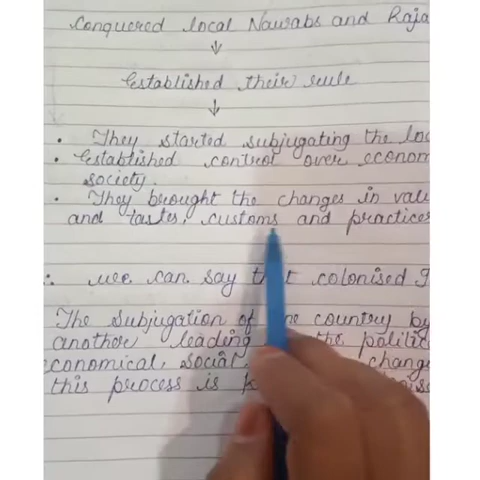 Conquered local Nawabs and Raja
↓
Established their rule
↓
• They started subjugating the loc
• Established control over econom
society.
• They brought the changes in valu
and tastes, customs and practices
∴ we can say that colonised I
The subjugation of the country by
another leading the politic
economical, social, chang
this process is